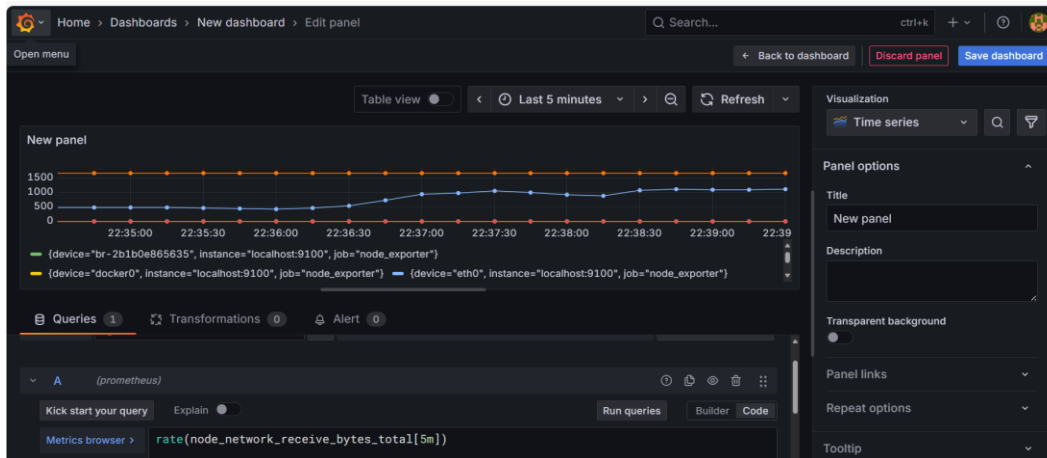 Home › Dashboards › New dashboard › Edit panel
Search...
ctrl+k
Open menu
← Back to dashboard
Discard panel
Save dashboard
Table view
Last 5 minutes
Refresh
New panel
1500
1000
500
0
22:35:00 22:35:30 22:36:00 22:36:30 22:37:00 22:37:30 22:38:00 22:38:30 22:39:00 22:39
{device="br-2b1b0e865635", instance="localhost:9100", job="node_exporter"}
{device="docker0", instance="localhost:9100", job="node_exporter"} {device="eth0", instance="localhost:9100", job="node_exporter"}
Queries 1 Transformations 0 Alert 0
A (prometheus)
Kick start your query Explain Run queries Builder Code
Metrics browser > rate(node_network_receive_bytes_total[5m])
Visualization
Time series
Panel options
Title
New panel
Description
Transparent background
Panel links
Repeat options
Tooltip